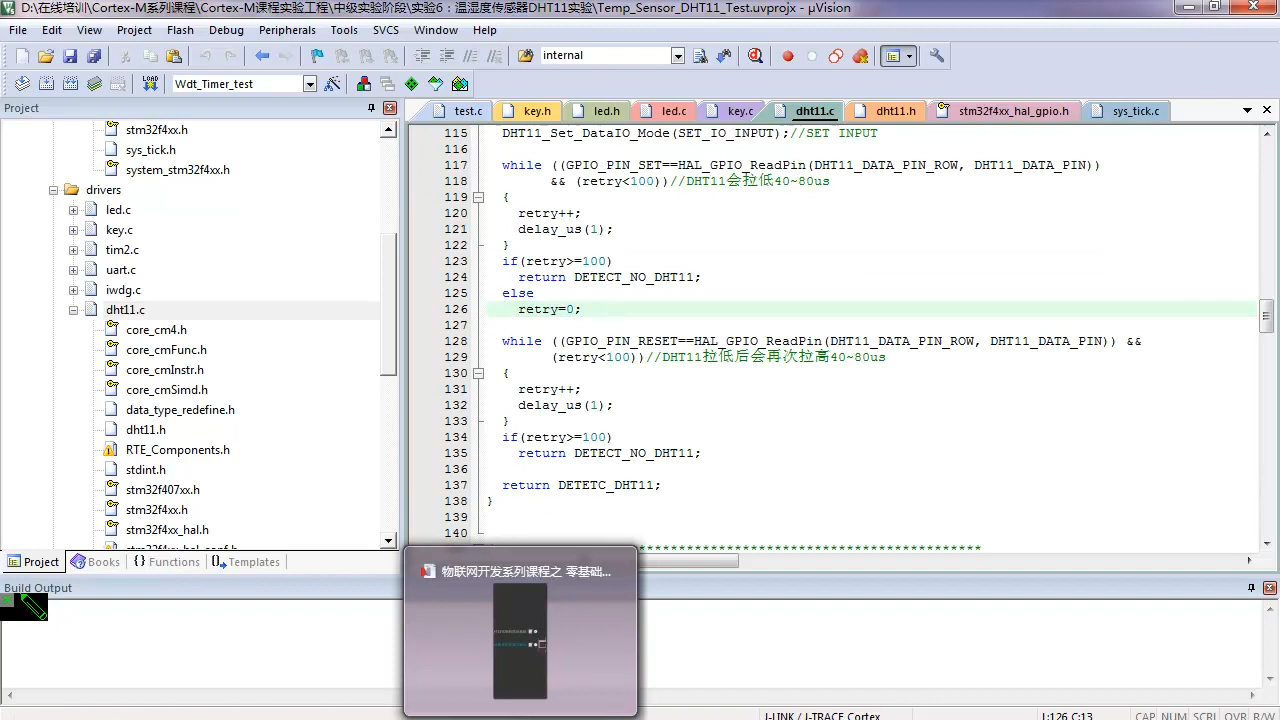 D:\在线培训\Cortex-M系列课程\Cortex-M课程实验工程\中级实验阶段\实验6：温湿度传感器DHT11实验\Temp_Sensor_DHT11_Test.uvprojx - µVision
File Edit View Project Flash Debug Peripherals Tools SVCS Window Help
internal
LOAD Wdt_Timer_test
Project
test.c key.h led.h led.c key.c dht11.c dht11.h stm32f4xx_hal_gpio.h sys_tick.c
stm32f4xx.h
sys_tick.h
system_stm32f4xx.h
drivers
led.c
key.c
tim2.c
uart.c
iwdg.c
dht11.c
core_cm4.h
core_cmFunc.h
core_cmInstr.h
core_cmSimd.h
data_type_redefine.h
dht11.h
RTE_Components.h
stdint.h
stm32f407xx.h
stm32f4xx.h
stm32f4xx_hal.h
115 DHT11_Set_DataIO_Mode(SET_IO_INPUT);//SET INPUT
116
117 while ((GPIO_PIN_SET==HAL_GPIO_ReadPin(DHT11_DATA_PIN_ROW, DHT11_DATA_PIN))
118 && (retry<100))//DHT11会拉低40~80us
119 {
120 retry++;
121 delay_us(1);
122 }
123 if(retry>=100)
124 return DETECT_NO_DHT11;
125 else
126 retry=0;
127
128 while ((GPIO_PIN_RESET==HAL_GPIO_ReadPin(DHT11_DATA_PIN_ROW, DHT11_DATA_PIN)) &&
129 (retry<100))//DHT11拉低后会再次拉高40~80us
130 {
131 retry++;
132 delay_us(1);
133 }
134 if(retry>=100)
135 return DETECT_NO_DHT11;
136
137 return DETETC_DHT11;
138 }
139
140
******************************************
Project Books {} Functions Templates
物联网开发系列课程之 零基础...
Build Output
J-LINK / J-TRACE Cortex L:126 C:13 CAP NUM SCRL OVR R/W